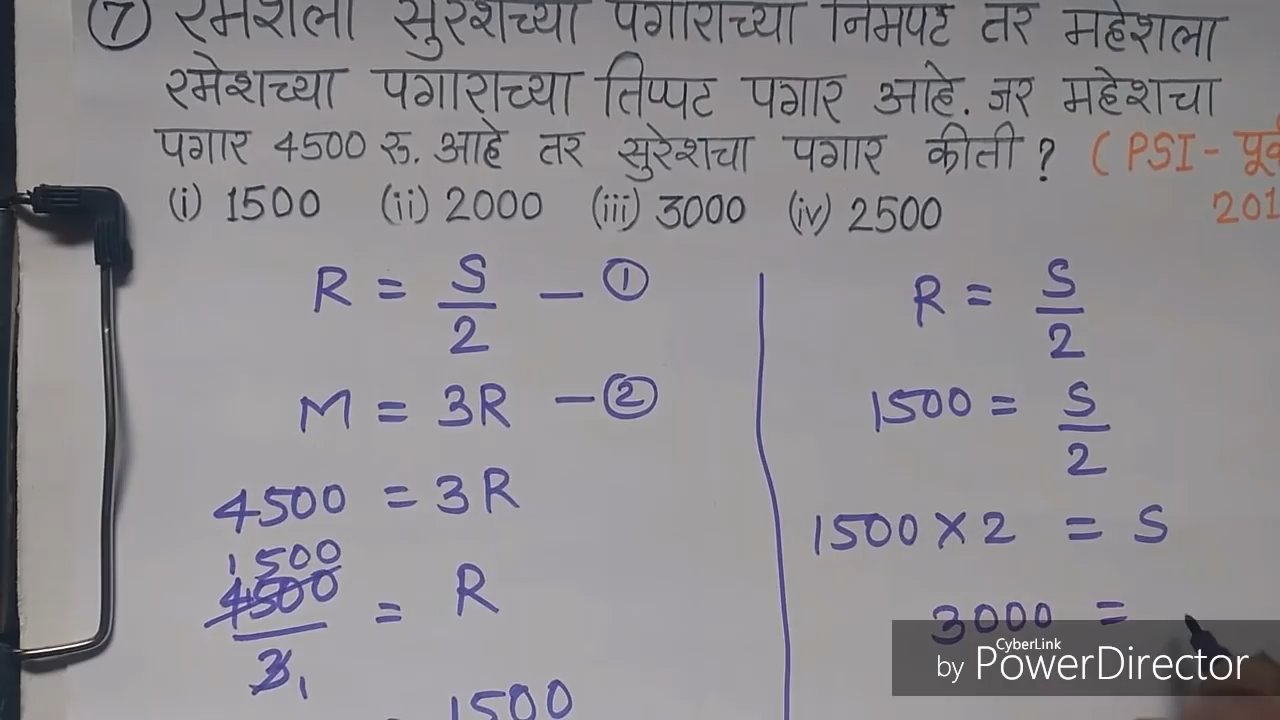 7 रमेशला सुरेशच्या पगाराच्या निमपट तर महेशला
रमेशच्या पगाराच्या तिप्पट पगार आहे. जर महेशचा
पगार 4500 रु. आहे तर सुरेशचा पगार कीती ? ( PSI - पूर्व
(i) 1500 (ii) 2000 (iii) 3000 (iv) 2500 201
R = S/2 — ①
M = 3R — ②
4500 = 3R
1500
4500/3 1 = R
1500
R = S/2
1500 = S/2
1500 × 2 = S
3000 =
CyberLink
by PowerDirector